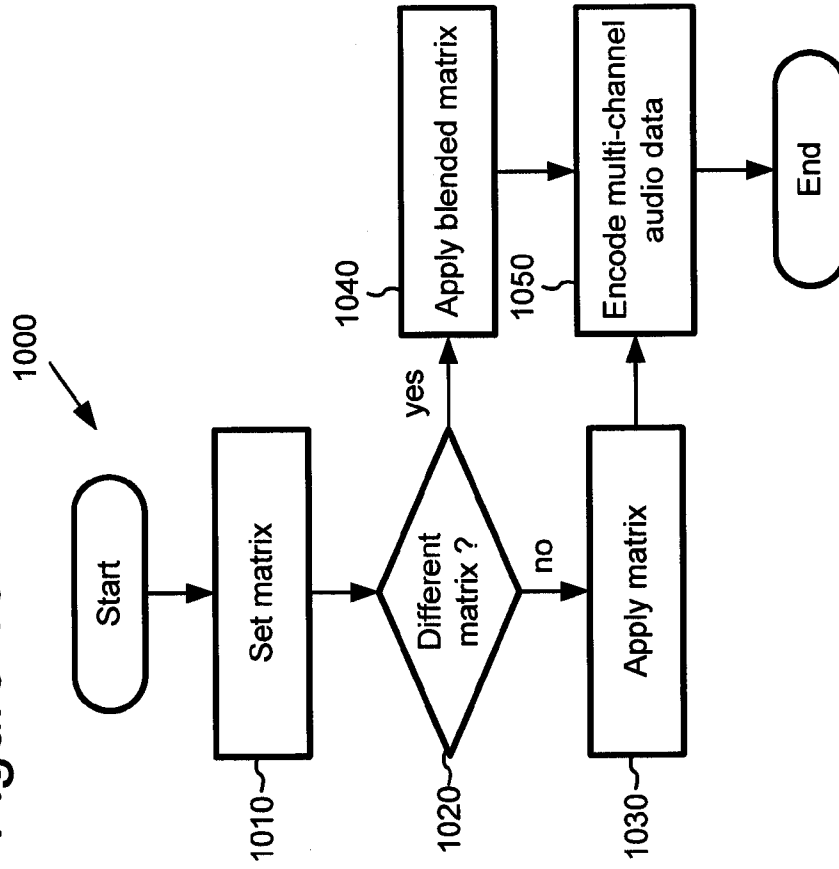 1000
Start
1010
Set matrix
1020
Different
matrix ?
yes
no
1030
Apply matrix
1040
Apply blended matrix
1050
Encode multi-channel
audio data
End